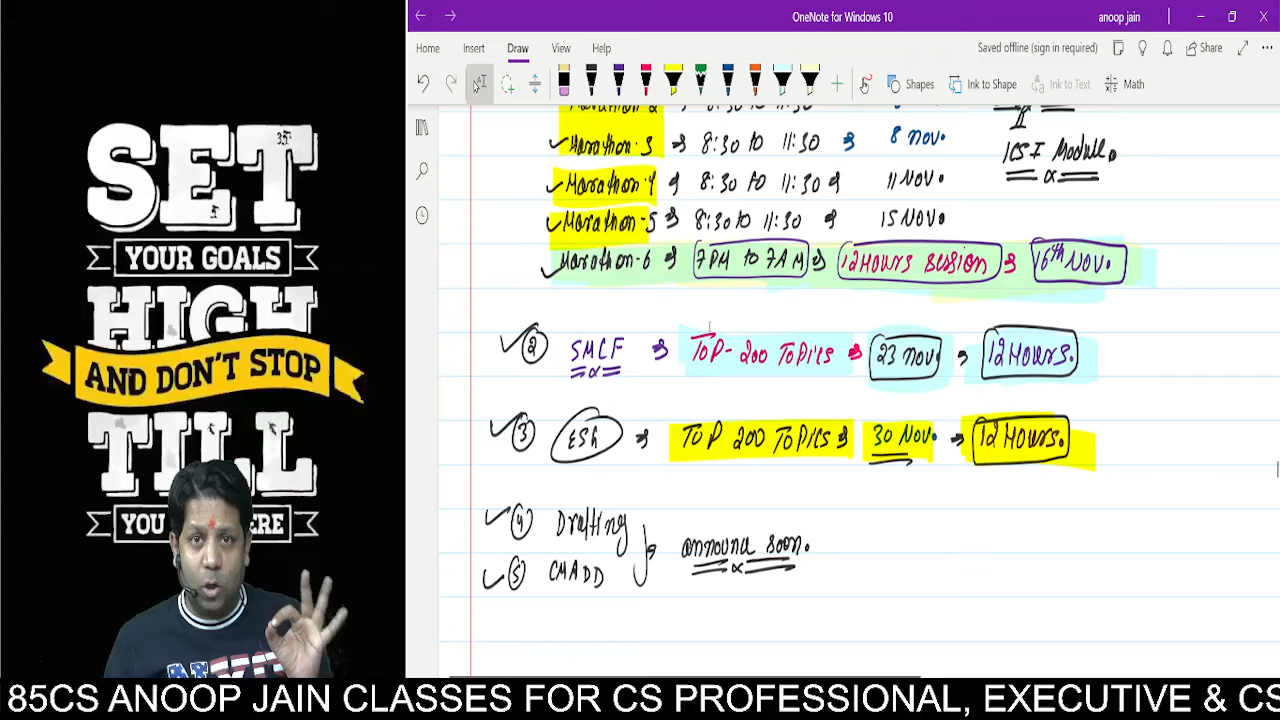 SET
YOUR GOALS
HIGH
AND DON'T STOP
TILL
YOU HERE
OneNote for Windows 10
anoop jain
Home Insert Draw View Help
Saved offline (sign in required)
Share
Shapes Ink to Shape Ink to Text Math
Marathon-3 ⇒ 8:30 to 11:30 ⇒ 8 Nov.
ICSI Module.
Marathon-4 ⇒ 8:30 to 11:30 ⇒ 11 Nov.
Marathon-5 ⇒ 8:30 to 11:30 ⇒ 15 Nov.
Marathon-6 ⇒ 7PM to 7AM ⇒ 12 Hours session ⇒ 16th Nov.
② SMCF ⇒ TOP-200 TOPICS ⇒ 23 Nov. ⇒ 12 Hours.
③ ESh ⇒ TOP 200 TOPICS ⇒ 30 Nov. ⇒ 12 Hours.
④ Drafting
⑤ CMADD
announce soon.
85CS ANOOP JAIN CLASSES FOR CS PROFESSIONAL, EXECUTIVE & CS